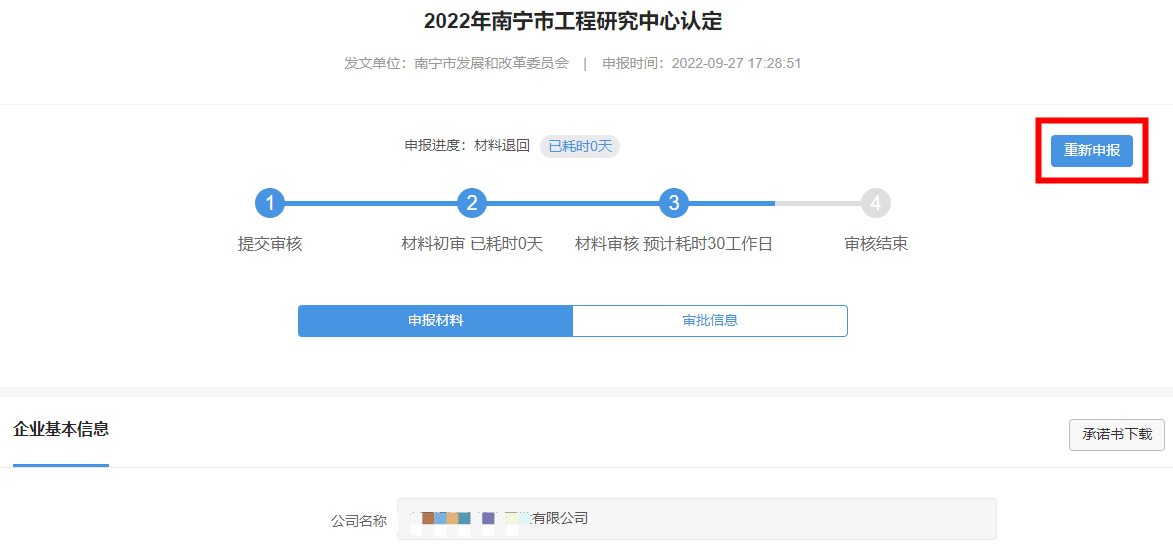 2022年南宁市工程研究中心认定
发文单位：南宁市发展和改革委员会 | 申报时间：2022-09-27 17:28:51
申报进度：材料退回 已耗时0天
重新申报
1 2 3 4
提交审核 材料初审 已耗时0天 材料审核 预计耗时30工作日 审核结束
申报材料 审批信息
企业基本信息
承诺书下载
公司名称 有限公司